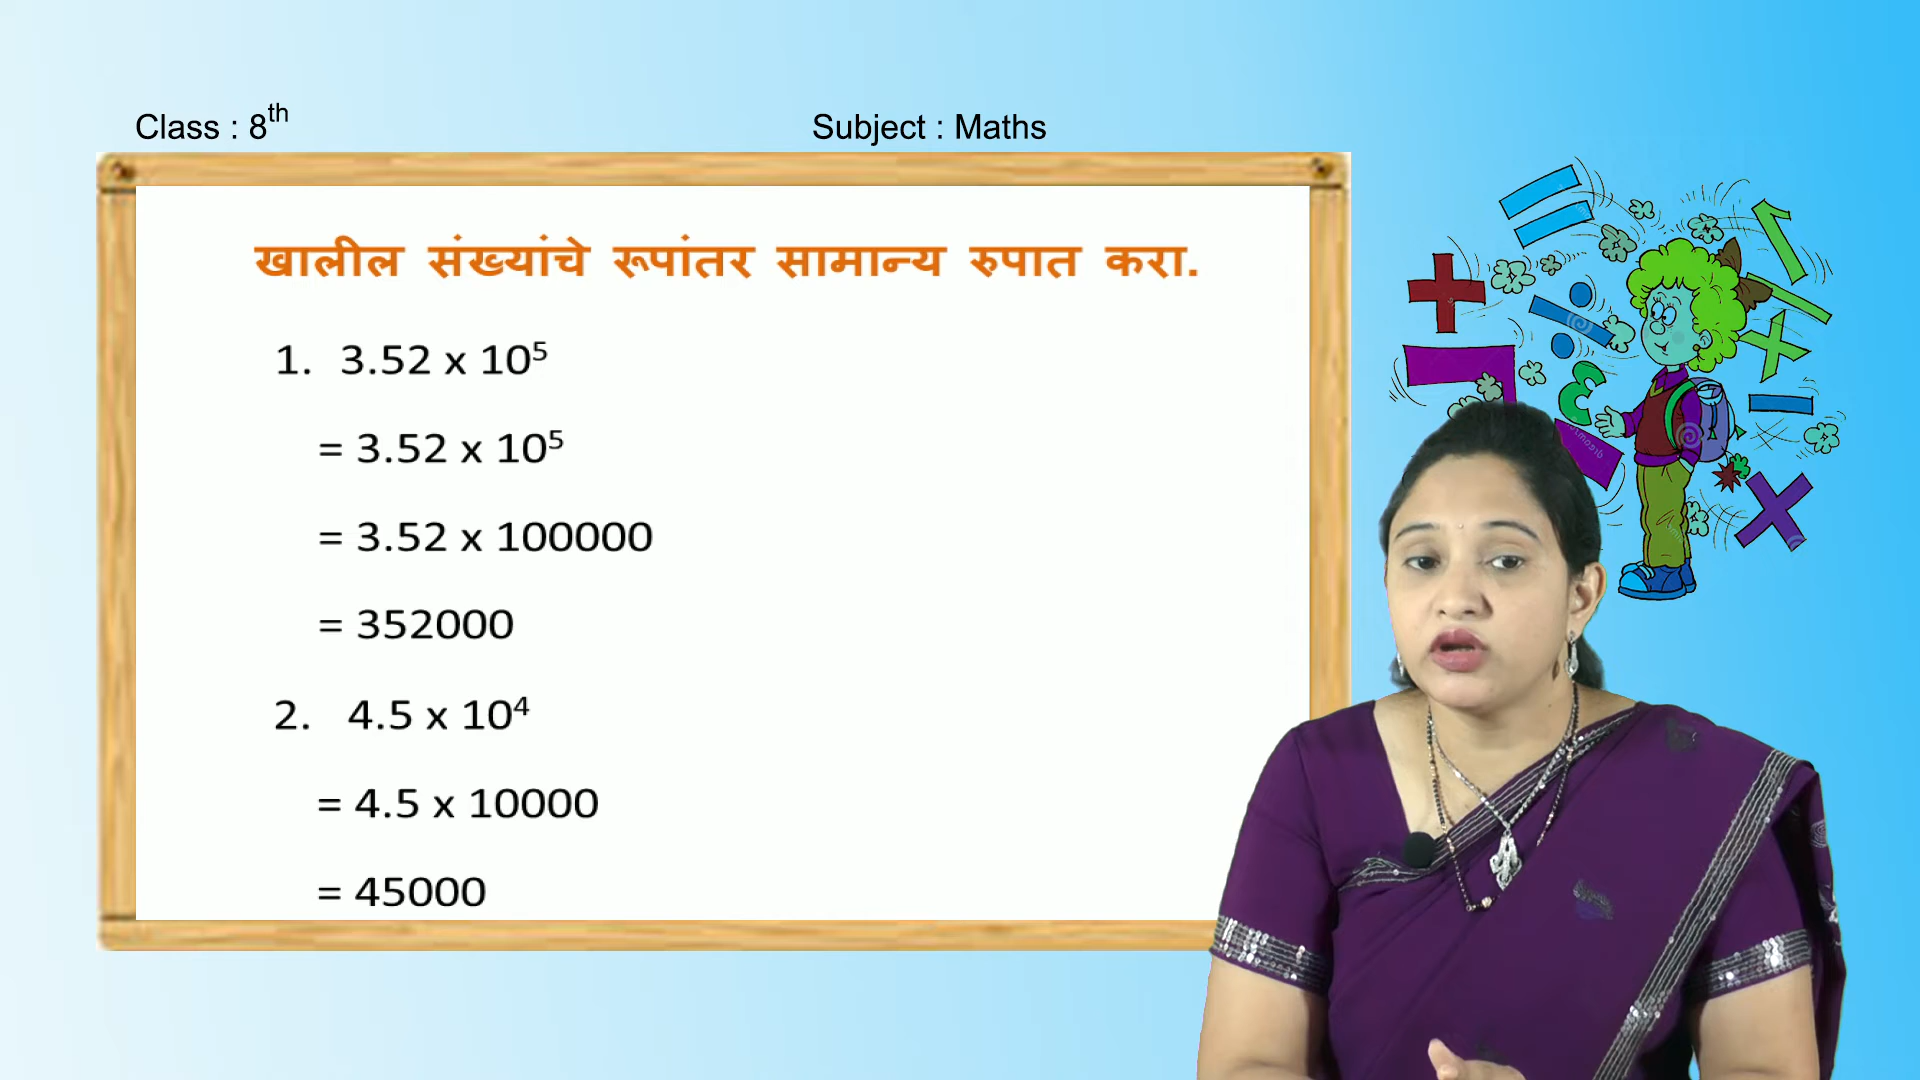 Class : 8th
Subject : Maths
खालील संख्यांचे रूपांतर सामान्य रुपात करा.
1. 3.52 x 10⁵
= 3.52 x 10⁵
= 3.52 x 100000
= 352000
2. 4.5 x 10⁴
= 4.5 x 10000
= 45000